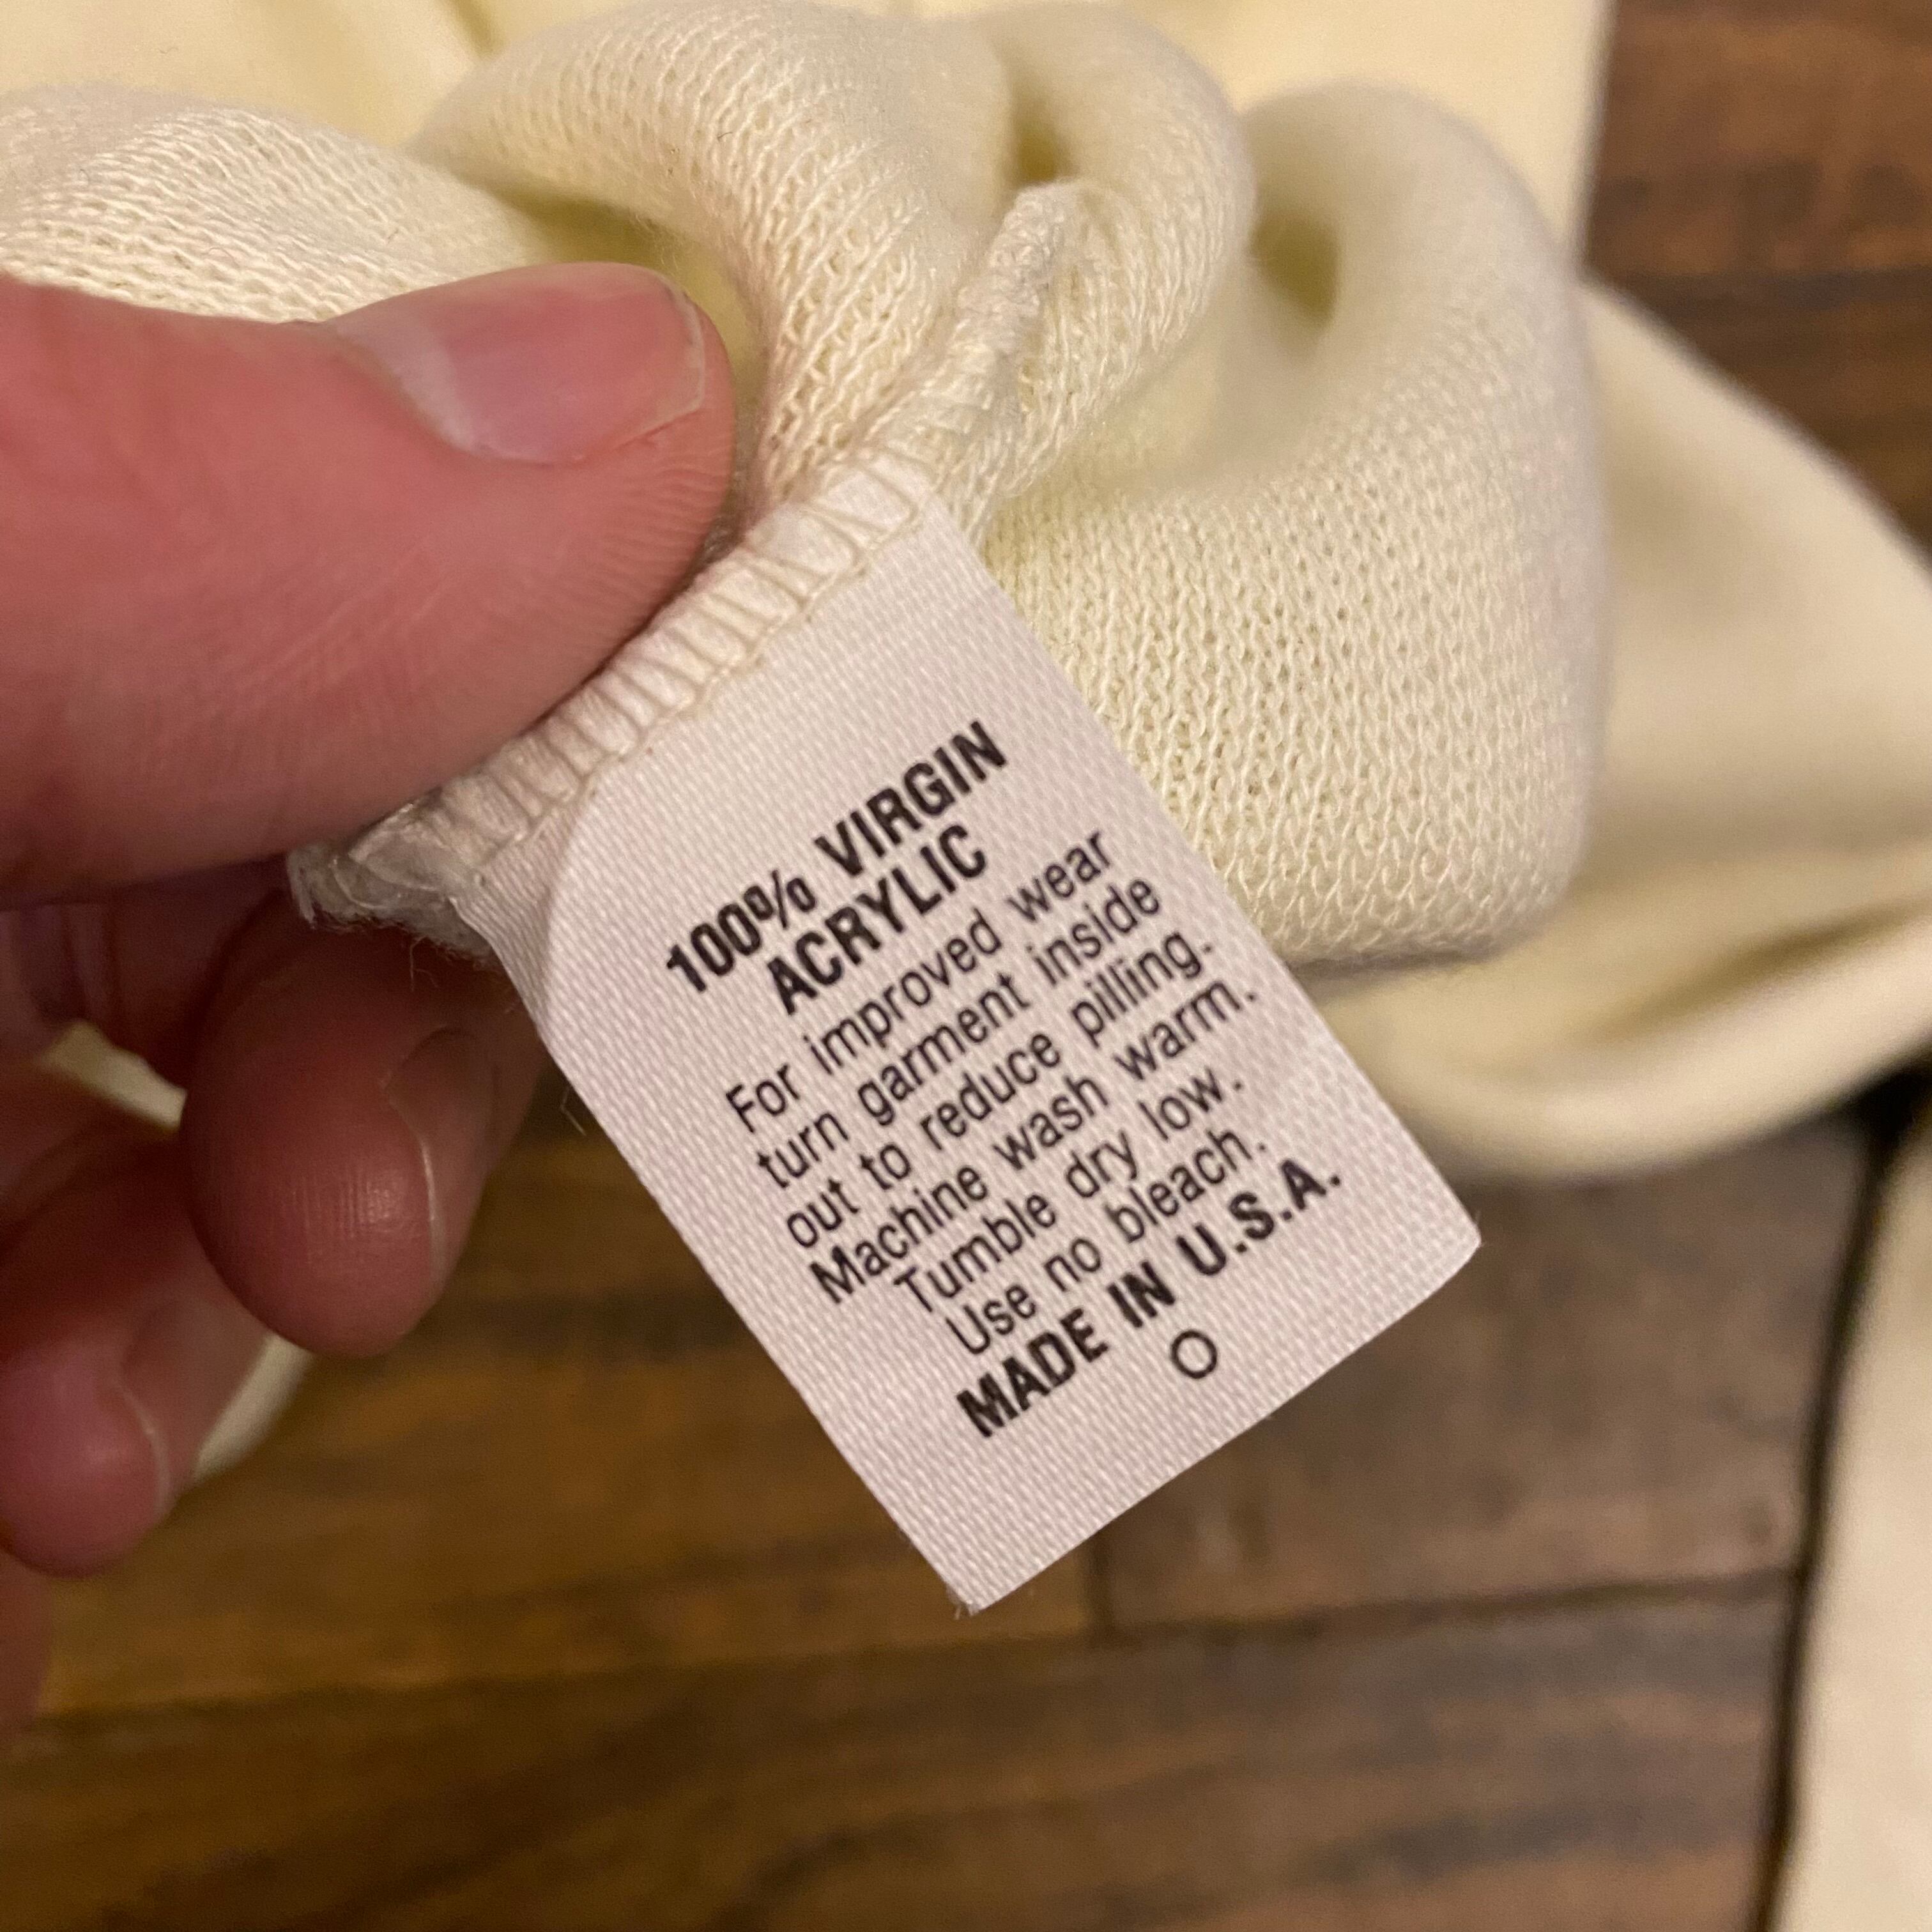 100% VIRGIN
ACRYLIC
For improved wear
turn garment inside
out to reduce pilling.
Machine wash warm.
Tumble dry low.
Use no bleach.
MADE IN U.S.A.
O